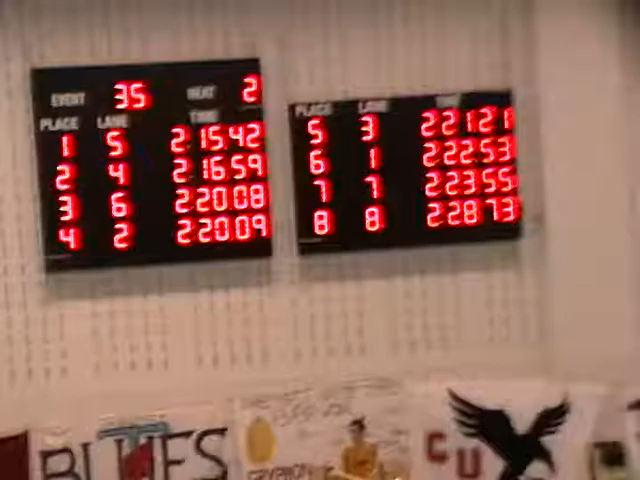 EVENT 35 HEAT 2
PLACE LANE TIME
1 5 2:15.42
2 4 2:16.59
3 6 2:20.08
4 2 2:20.09
PLACE LANE TIME
5 3 2 21.21
6 1 2:22.53
7 7 2:23.55
8 8 2:28.73
BLUES
GRYPHON
CU